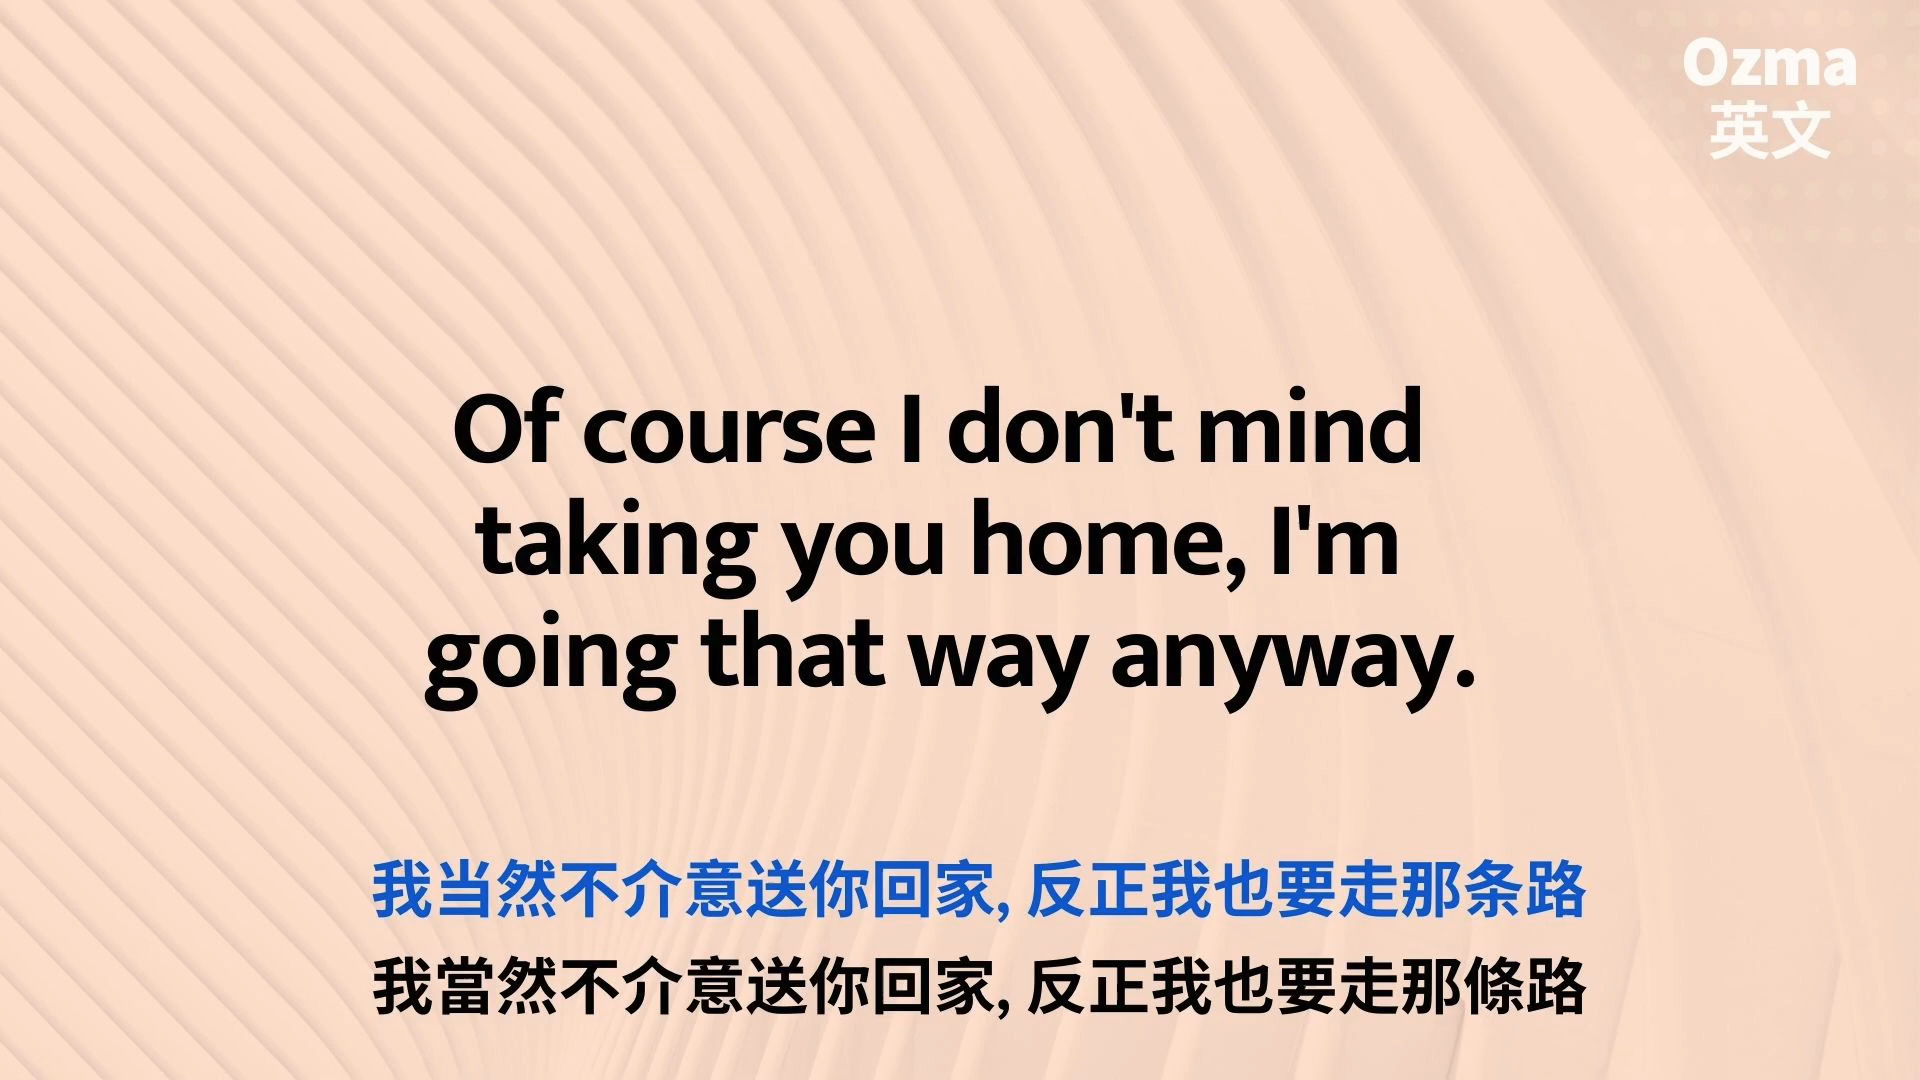 Ozma
英文
Of course I don't mind
taking you home, I'm
going that way anyway.
我当然不介意送你回家, 反正我也要走那条路
我當然不介意送你回家, 反正我也要走那條路